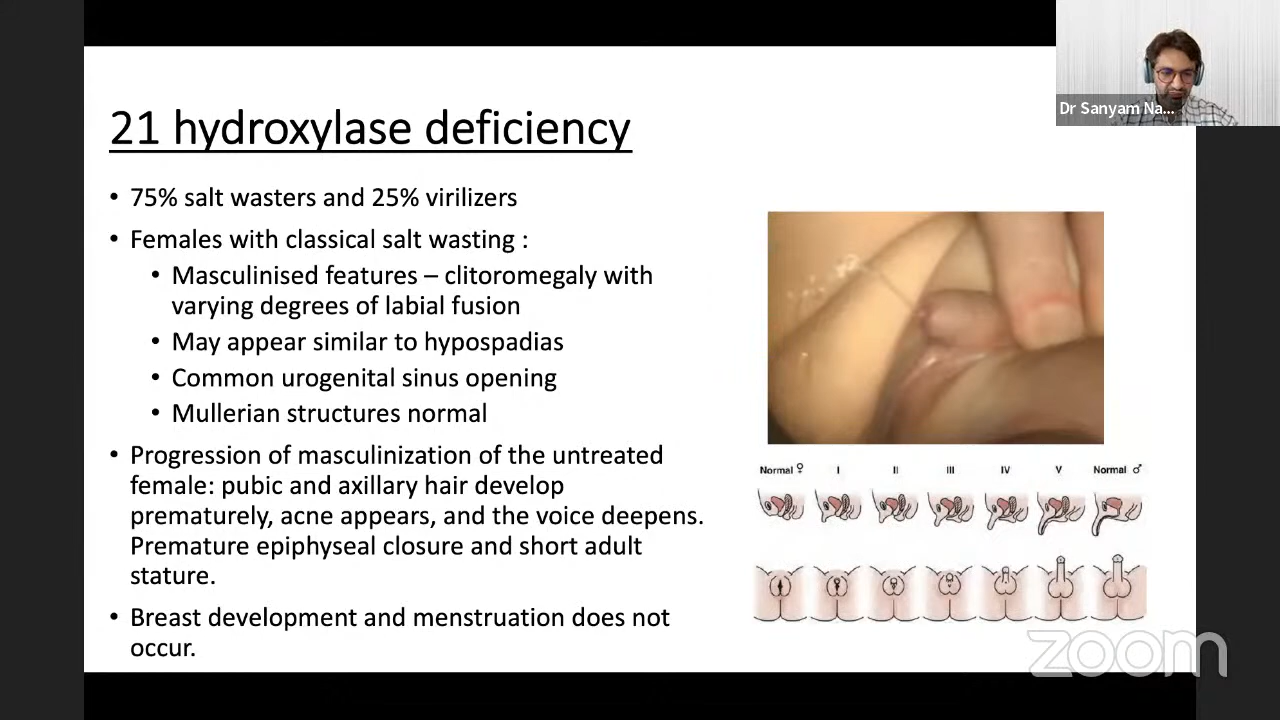 Dr Sanyam Na...
21 hydroxylase deficiency
• 75% salt wasters and 25% virilizers
• Females with classical salt wasting :
• Masculinised features – clitoromegaly with
varying degrees of labial fusion
• May appear similar to hypospadias
• Common urogenital sinus opening
• Mullerian structures normal
• Progression of masculinization of the untreated
female: pubic and axillary hair develop
prematurely, acne appears, and the voice deepens.
Premature epiphyseal closure and short adult
stature.
• Breast development and menstruation does not
occur.
Normal ♀ I II III IV V Normal ♂
zoom